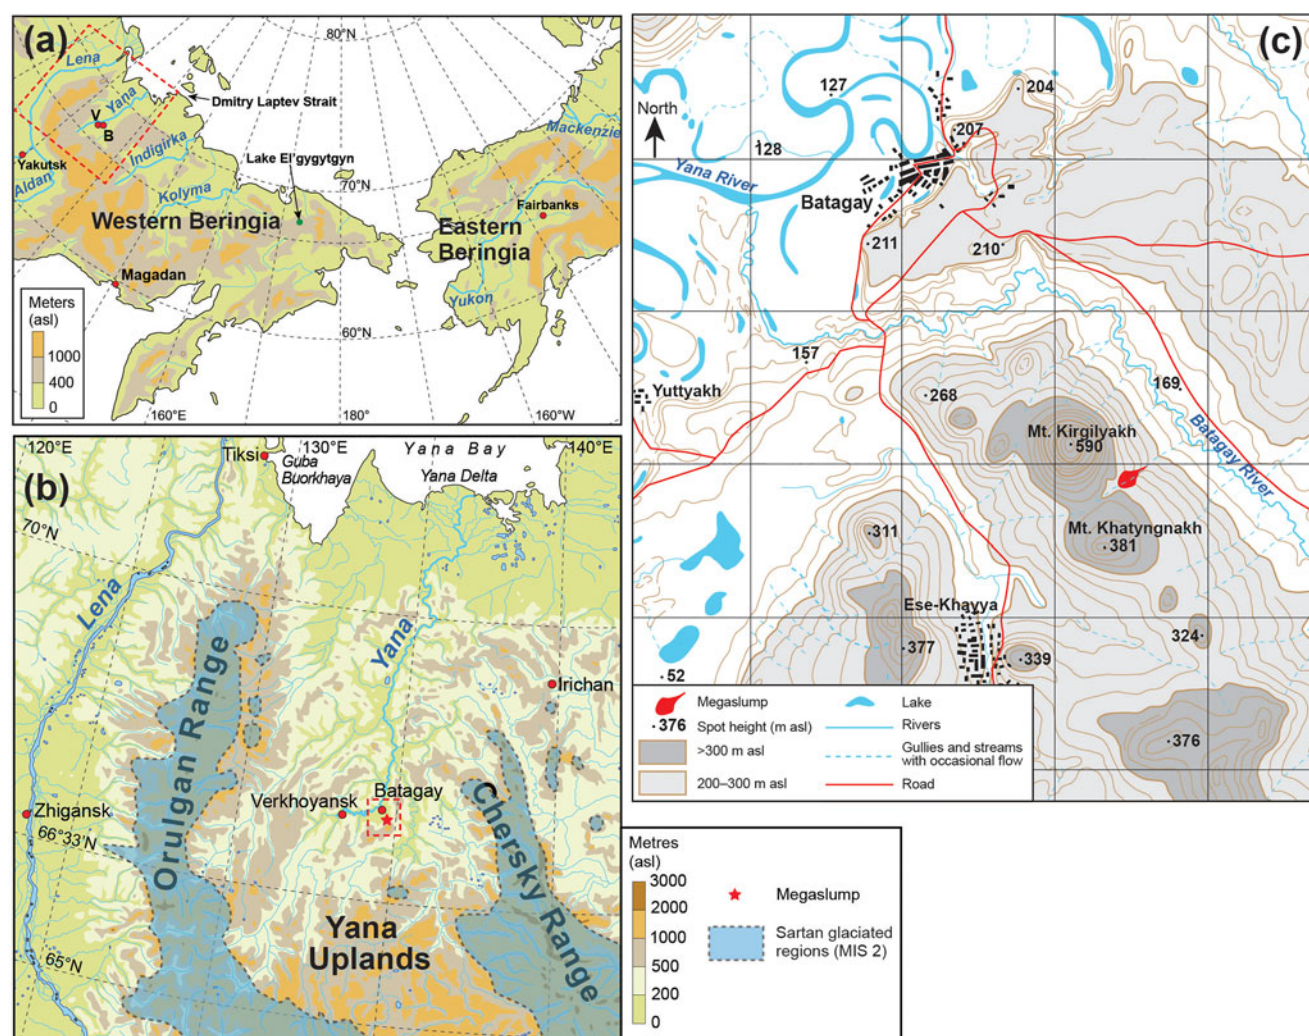 (a)
80°N
Lena
Yana
Dmitry Laptev Strait
V
B
Mackenzie
Indigirka
Yakutsk
Lake El'gygytgyn
Aldan
Kolyma
70°N
Fairbanks
Western Beringia
Eastern
Beringia
Magadan
Yukon
Meters
(asl)
1000
400
0
60°N
160°E
180°
160°W
(b)
120°E
130°E
140°E
Tiksi
Guba
Buorkhaya
Yana Bay
Yana Delta
70°N
Lena
Yana
Orulgan Range
Irichan
Batagay
Verkhoyansk
Zhigansk
66°33'N
Chersky Range
Yana
Uplands
65°N
Metres
(asl)
3000
2000
1000
500
200
0
Megaslump
Sartan glaciated
regions (MIS 2)
(c)
127
204
North
207
128
Yana River
Batagay
211
210
157
169
Yuttyakh
268
Mt. Kirgilyakh
590
Batagay River
Mt. Khatyngnakh
381
311
Ese-Khayya
324
377
339
52
376
Megaslump
376
Spot height (m asl)
>300 m asl
200–300 m asl
Lake
Rivers
Gullies and streams
with occasional flow
Road